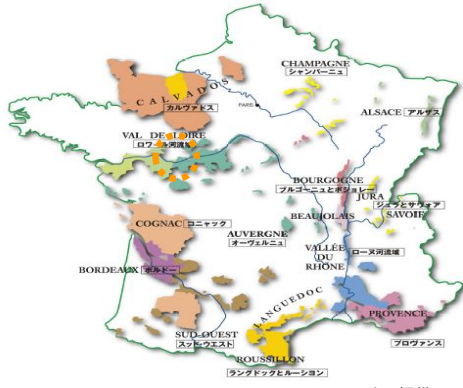 CHAMPAGNE
シャンパーニュ
CALVADOS
カルヴァドス
PARIS
ALSACE アルザス
VAL DE LOIRE
ロワール河流域
BOURGOGNE
ブルゴーニュとボジョレー
JURA
ジュラとサヴォア
SAVOIE
BEAUJOLAIS
COGNAC コニャック
AUVERGNE
オーヴェルニュ
VALLÉE
DU
RHÔNE
ローヌ河流域
BORDEAUX ボルドー
LANGUEDOC
PROVENCE
プロヴァンス
SUD-OUEST
スッド・ウエスト
ROUSSILLON
ラングドックとルーション